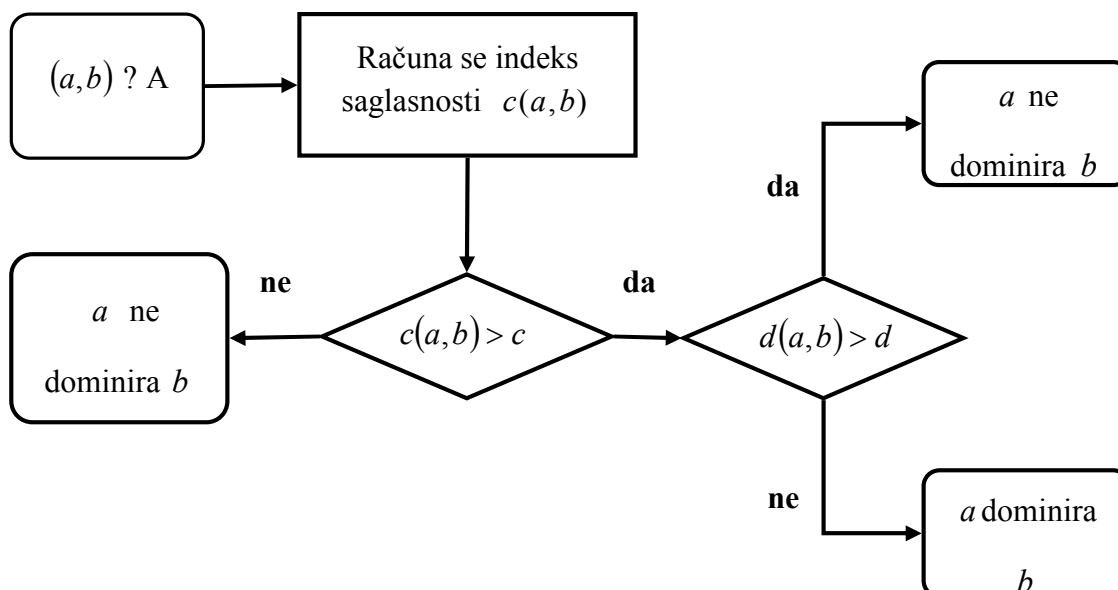 (a,b) ? A
Računa se indeks
saglasnosti c(a,b)
a ne
dominira b
da
ne
da
a ne
dominira b
c(a,b) > c
d(a,b) > d
ne
a dominira
b